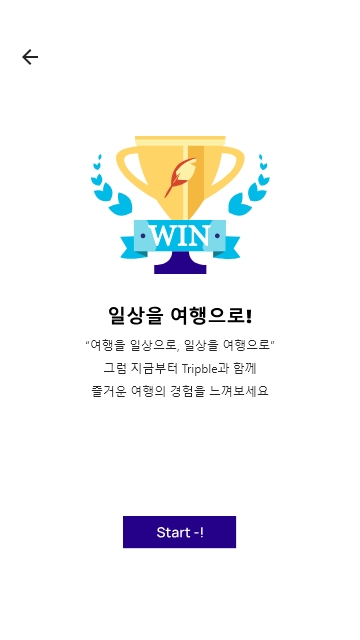 WIN
일상을 여행으로!
“여행을 일상으로, 일상을 여행으로”
그럼 지금부터 Tripble과 함께
즐거운 여행의 경험을 느껴보세요
Start -!